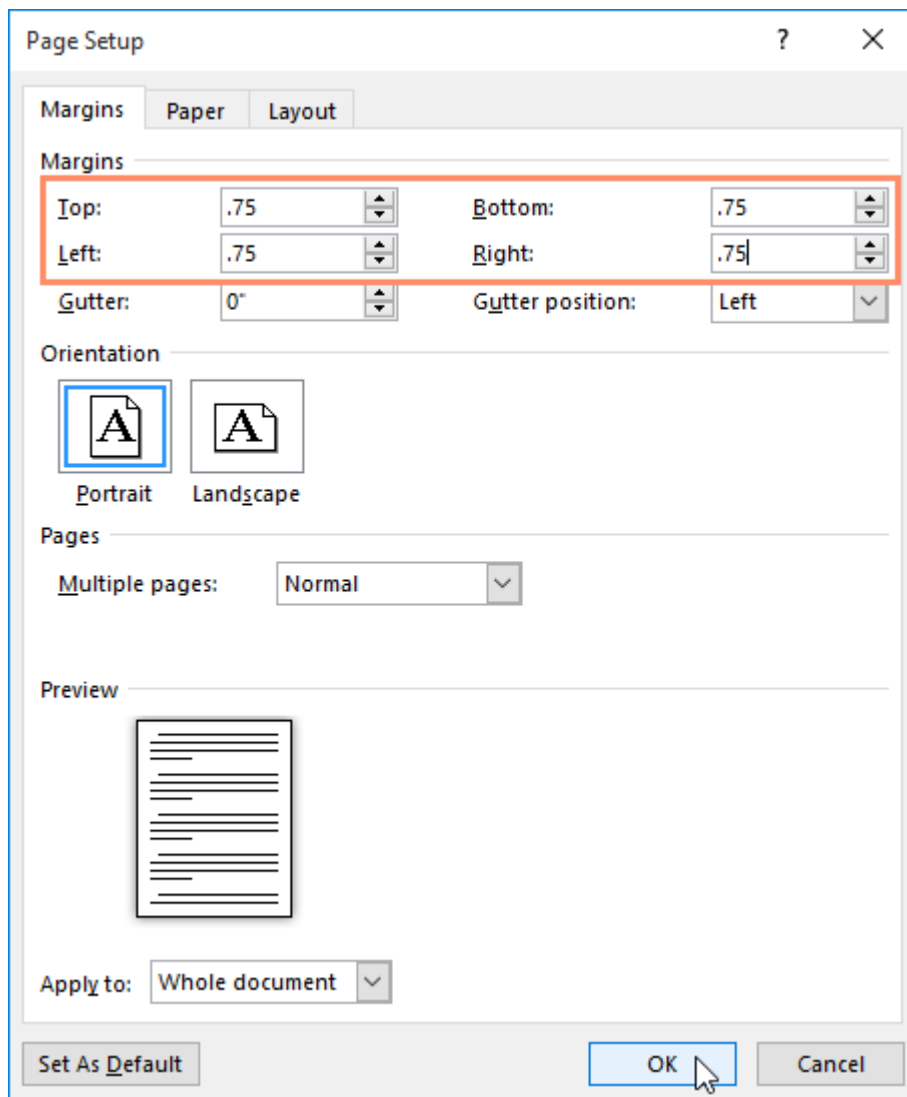 Page Setup ?
Margins Paper Layout
Margins
Top: .75 Bottom: .75
Left: .75 Right: .75
Gutter: 0" Gutter position: Left
Orientation
A A
Portrait Landscape
Pages
Multiple pages: Normal
Preview
Apply to: Whole document
Set As Default OK Cancel